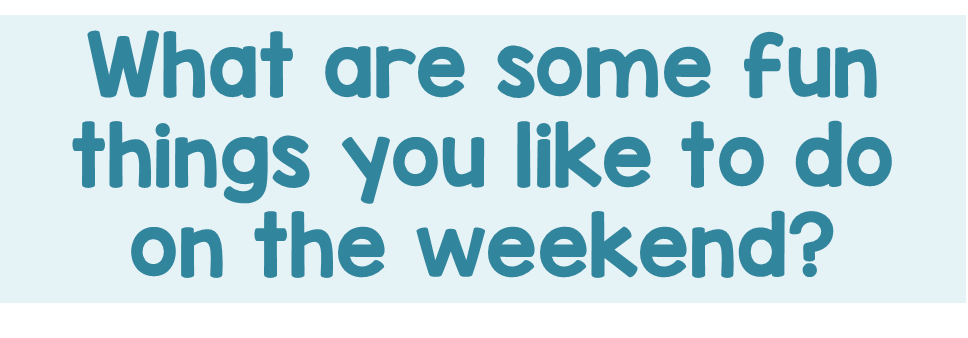 What are some fun
things you like to do
on the weekend?